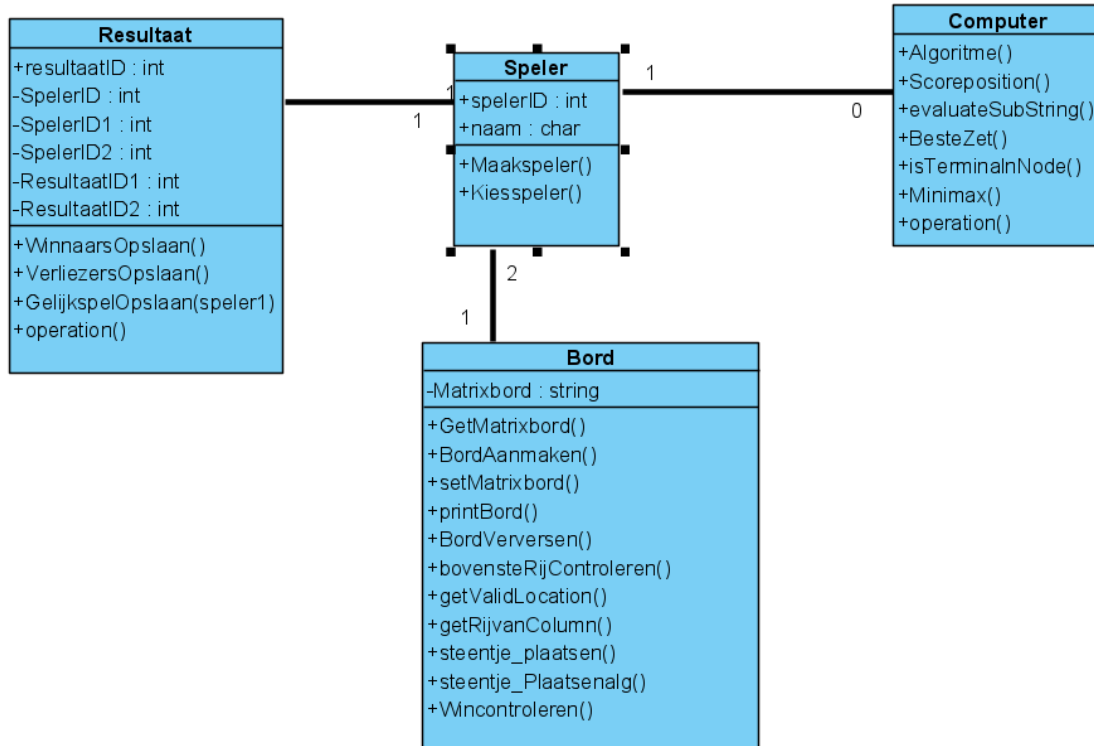 Resultaat
+resultaatID : int
-SpelerID : int
-SpelerID1 : int
-SpelerID2 : int
-ResultaatID1 : int
-ResultaatID2 : int
+WinnaarsOpslaan()
+VerliezersOpslaan()
+GelijkspelOpslaan(speler1)
+operation()
1
1
Speler
+spelerID : int
+naam : char
+Maakspeler()
+Kiesspeler()
1
0
Computer
+Algoritme()
+Scoreposition()
+evaluateSubString()
+BesteZet()
+isTerminalnNode()
+Minimax()
+operation()
2
1
Bord
-Matrixbord : string
+GetMatrixbord()
+BordAanmaken()
+setMatrixbord()
+printBord()
+BordVerversen()
+bovensteRijControleren()
+getValidLocation()
+getRijvanColumn()
+steentje_plaatsen()
+steentje_Plaatsenalg()
+Wincontroleren()